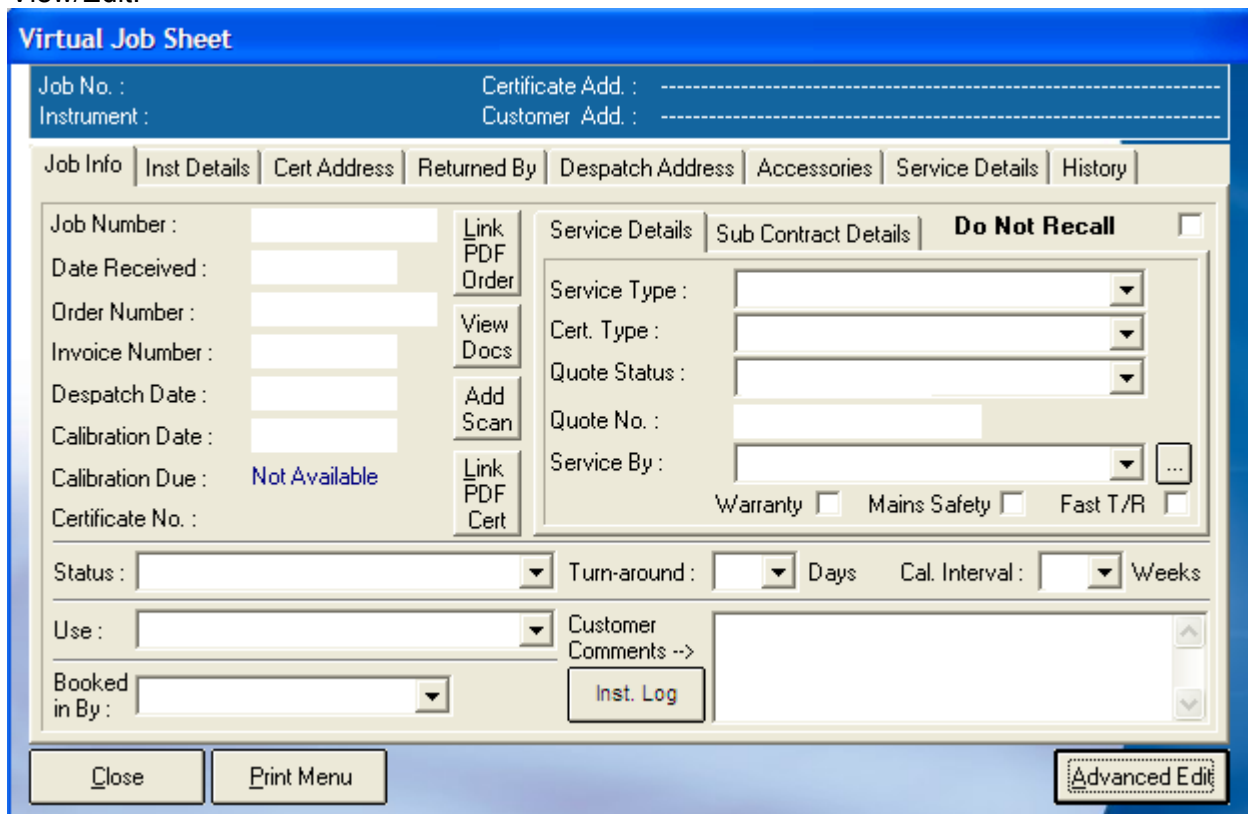 View/Edit.
Virtual Job Sheet
Job No. : Certificate Add. : ------------------------------------------------------------------------
Instrument : Customer Add. : ------------------------------------------------------------------------
Job Info Inst Details Cert Address Returned By Despatch Address Accessories Service Details History
Job Number :
Date Received :
Order Number :
Invoice Number :
Despatch Date :
Calibration Date :
Calibration Due : Not Available
Certificate No. :
Link
PDF
Order
View
Docs
Add
Scan
Link
PDF
Cert
Service Details Sub Contract Details Do Not Recall
Service Type :
Cert. Type :
Quote Status :
Quote No. :
Service By : ...
Warranty Mains Safety Fast T/R
Status : Turn-around : Days Cal. Interval : Weeks
Use :
Customer
Comments -->
Booked
in By :
Inst. Log
Close Print Menu Advanced Edit